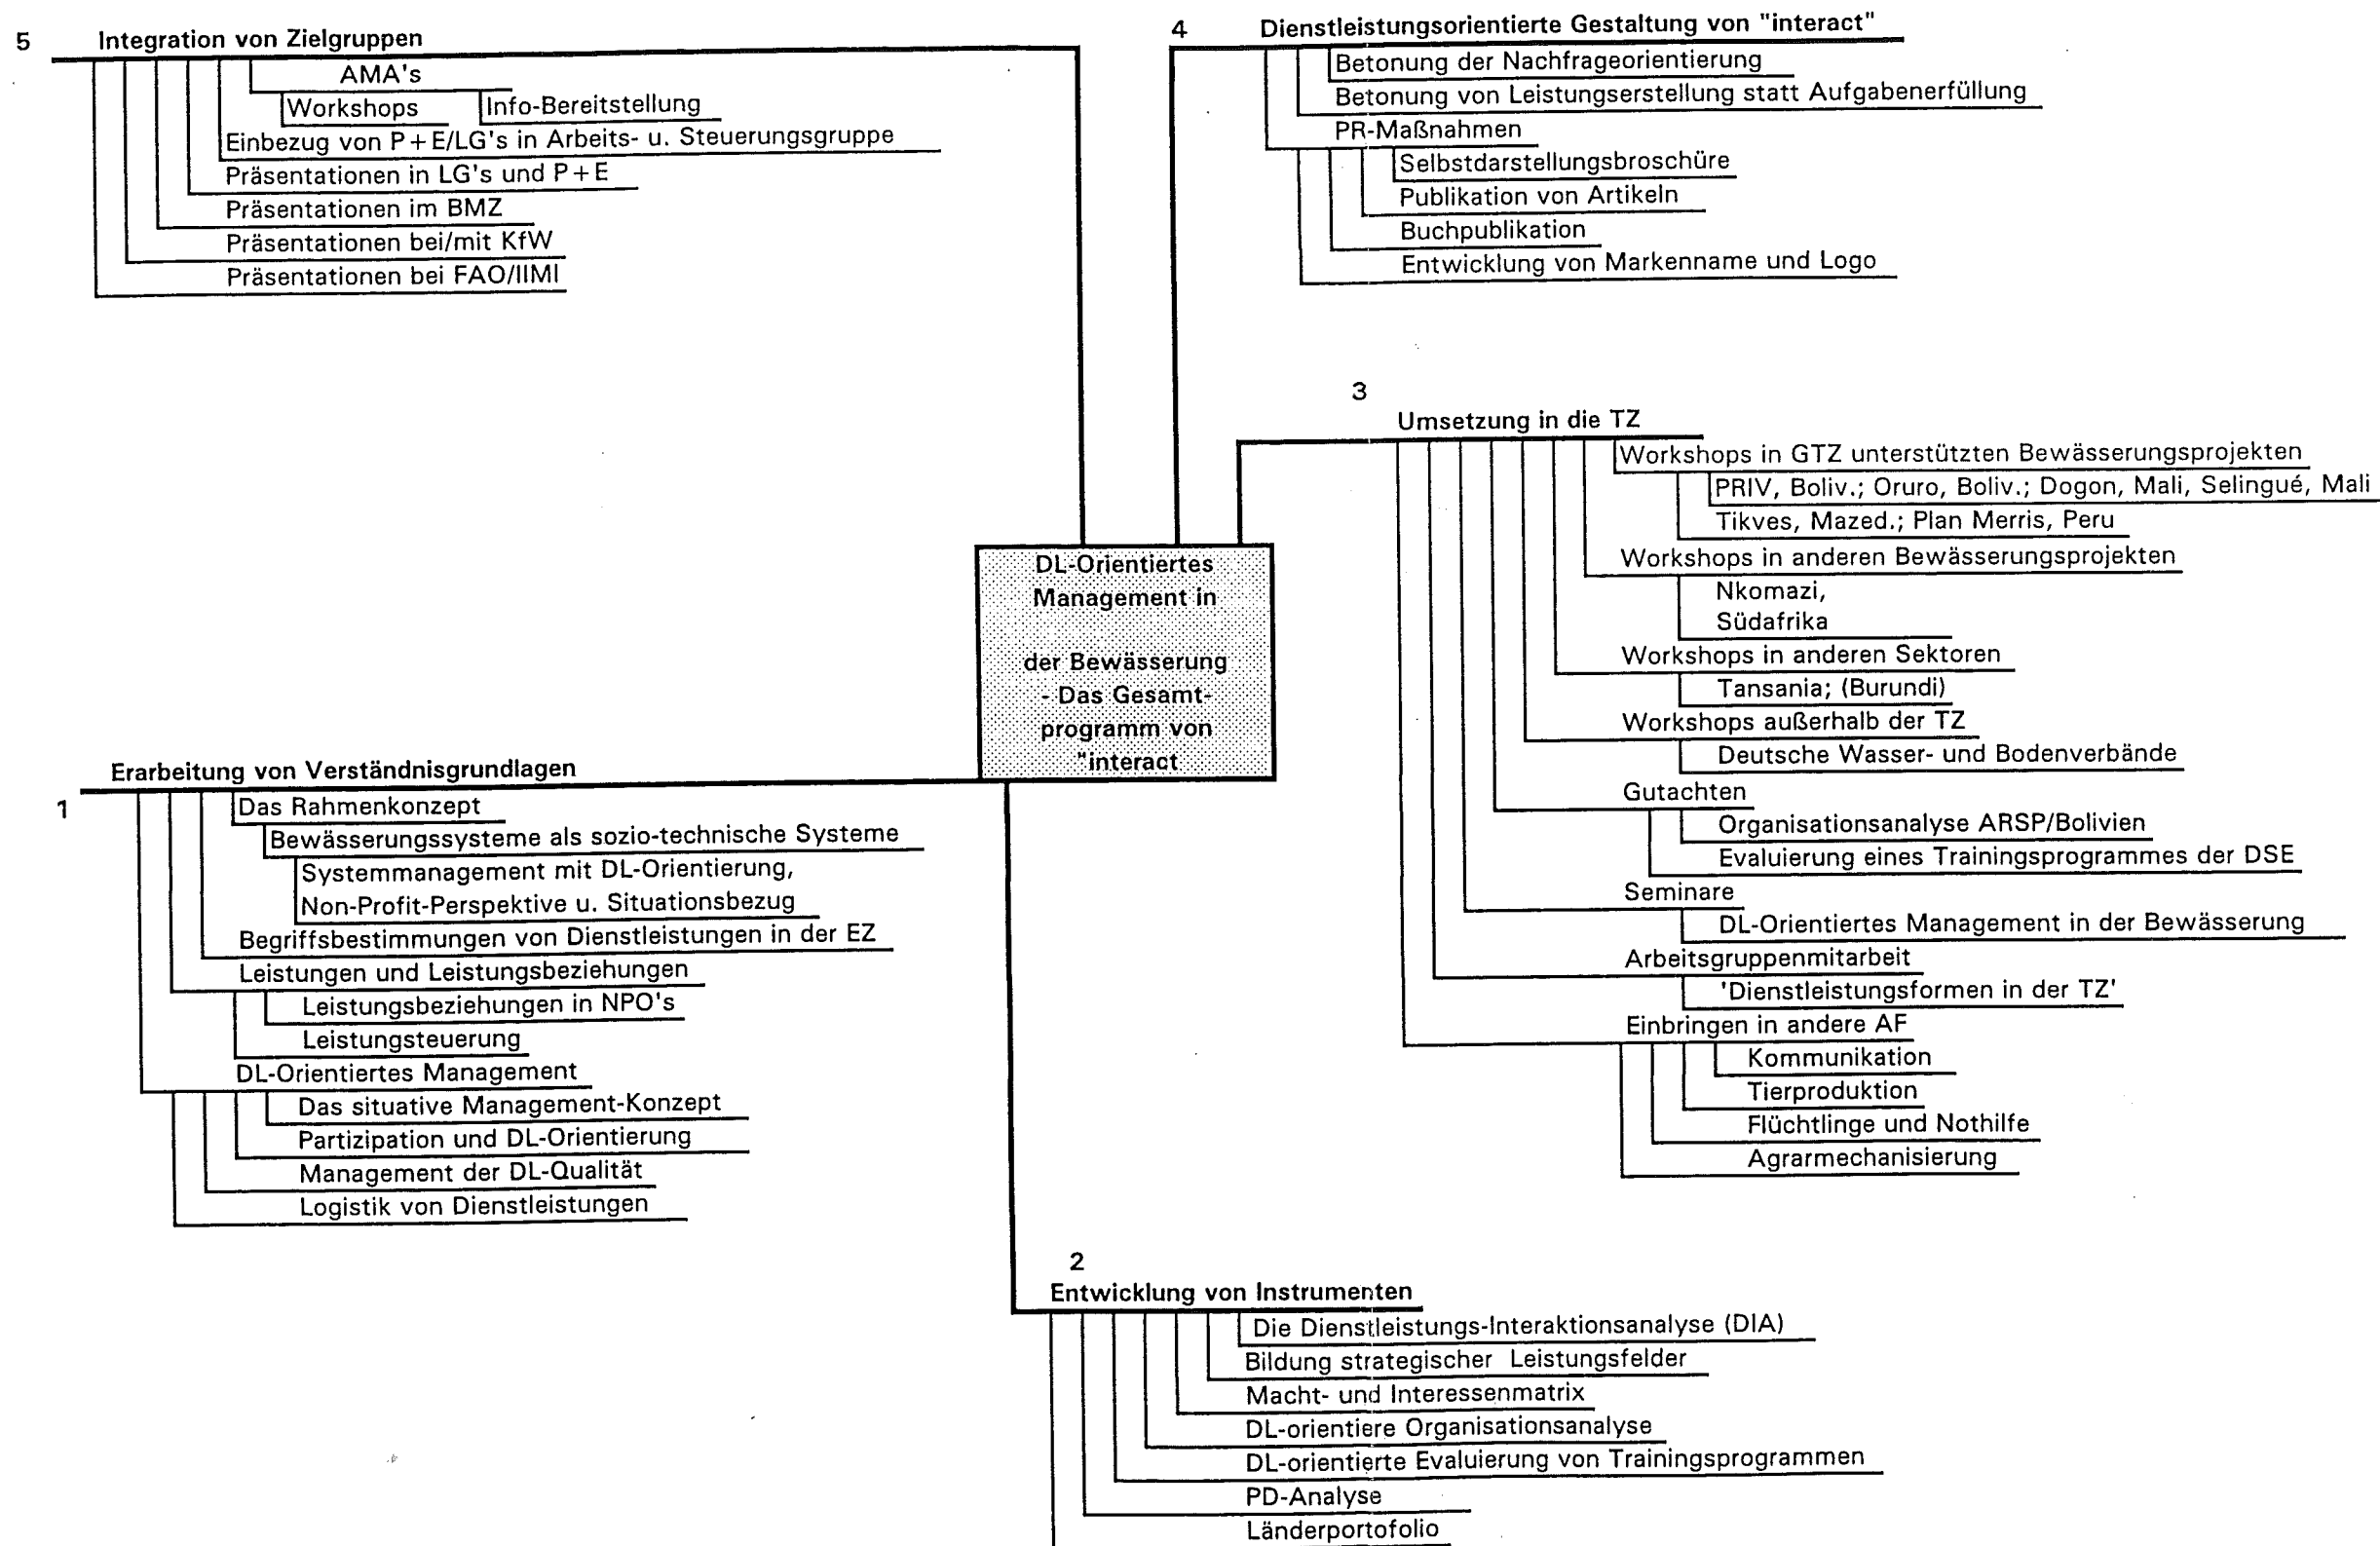 5 Integration von Zielgruppen
AMA's
Workshops Info-Bereitstellung
Einbezug von P+E/LG's in Arbeits- u. Steuerungsgruppe
Präsentationen in LG's und P+E
Präsentationen im BMZ
Präsentationen bei/mit KfW
Präsentationen bei FAO/IIMI
4 Dienstleistungsorientierte Gestaltung von "interact"
Betonung der Nachfrageorientierung
Betonung von Leistungserstellung statt Aufgabenerfüllung
PR-Maßnahmen
Selbstdarstellungsbroschüre
Publikation von Artikeln
Buchpublikation
Entwicklung von Markenname und Logo
3
Umsetzung in die TZ
Workshops in GTZ unterstützten Bewässerungsprojekten
PRIV, Boliv.; Oruro, Boliv.; Dogon, Mali, Selingué, Mali
Tikves, Mazed.; Plan Merris, Peru
Workshops in anderen Bewässerungsprojekten
Nkomazi,
Südafrika
Workshops in anderen Sektoren
Tansania; (Burundi)
Workshops außerhalb der TZ
Deutsche Wasser- und Bodenverbände
Gutachten
Organisationsanalyse ARSP/Bolivien
Evaluierung eines Trainingsprogrammes der DSE
Seminare
DL-Orientiertes Management in der Bewässerung
Arbeitsgruppenmitarbeit
'Dienstleistungsformen in der TZ'
Einbringen in andere AF
Kommunikation
Tierproduktion
Flüchtlinge und Nothilfe
Agrarmechanisierung
DL-Orientiertes
Management in
der Bewässerung
- Das Gesamt-
programm von
"interact
Erarbeitung von Verständnisgrundlagen
1
Das Rahmenkonzept
Bewässerungssysteme als sozio-technische Systeme
Systemmanagement mit DL-Orientierung,
Non-Profit-Perspektive u. Situationsbezug
Begriffsbestimmungen von Dienstleistungen in der EZ
Leistungen und Leistungsbeziehungen
Leistungsbeziehungen in NPO's
Leistungsteuerung
DL-Orientiertes Management
Das situative Management-Konzept
Partizipation und DL-Orientierung
Management der DL-Qualität
Logistik von Dienstleistungen
2
Entwicklung von Instrumenten
Die Dienstleistungs-Interaktionsanalyse (DIA)
Bildung strategischer Leistungsfelder
Macht- und Interessenmatrix
DL-orientiere Organisationsanalyse
DL-orientierte Evaluierung von Trainingsprogrammen
PD-Analyse
Länderportofolio